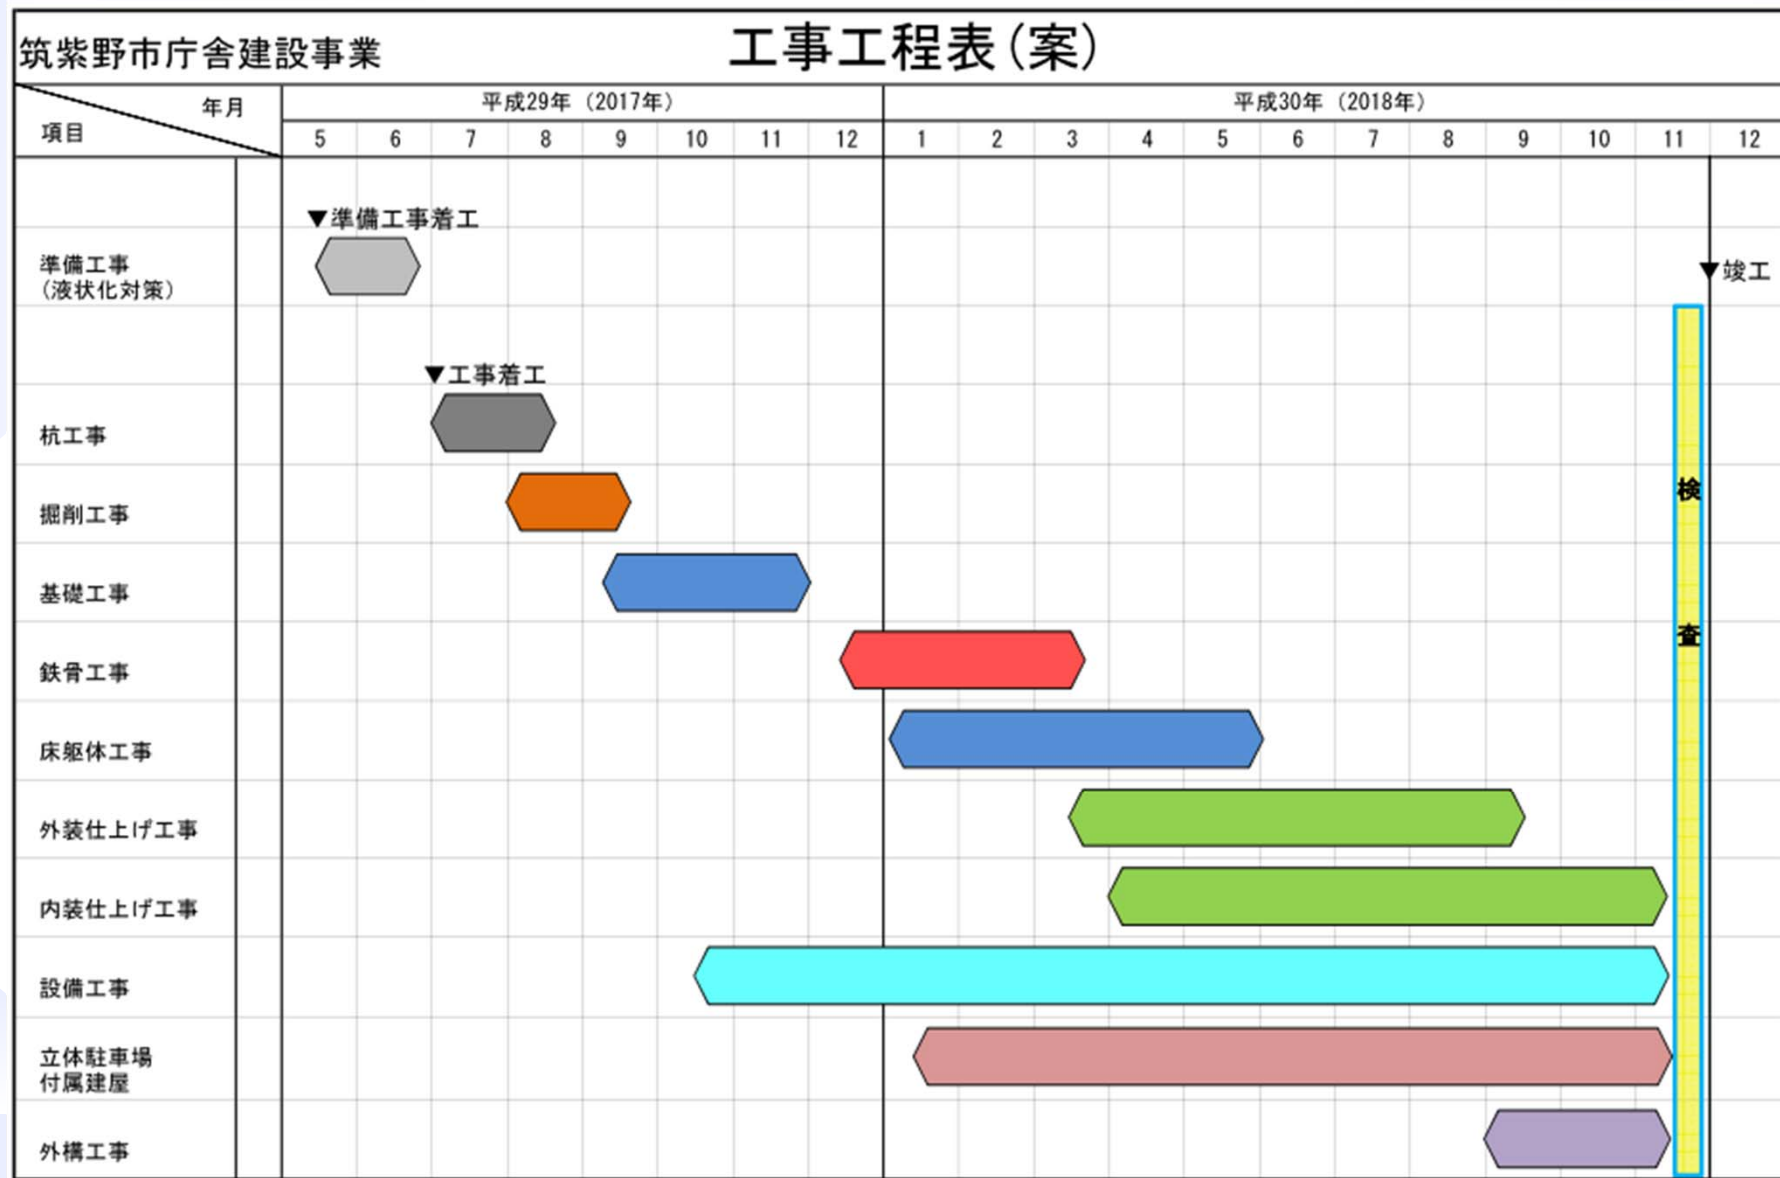 筑紫野市庁舎建設事業
工事工程表(案)
年月
項目
平成29年（2017年）
平成30年（2018年）
5 6 7 8 9 10 11 12 1 2 3 4 5 6 7 8 9 10 11 12
▼準備工事着工
準備工事
（液状化対策）
▼竣工
▼工事着工
杭工事
掘削工事
検
基礎工事
査
鉄骨工事
床躯体工事
外装仕上げ工事
内装仕上げ工事
設備工事
立体駐車場
付属建屋
外構工事